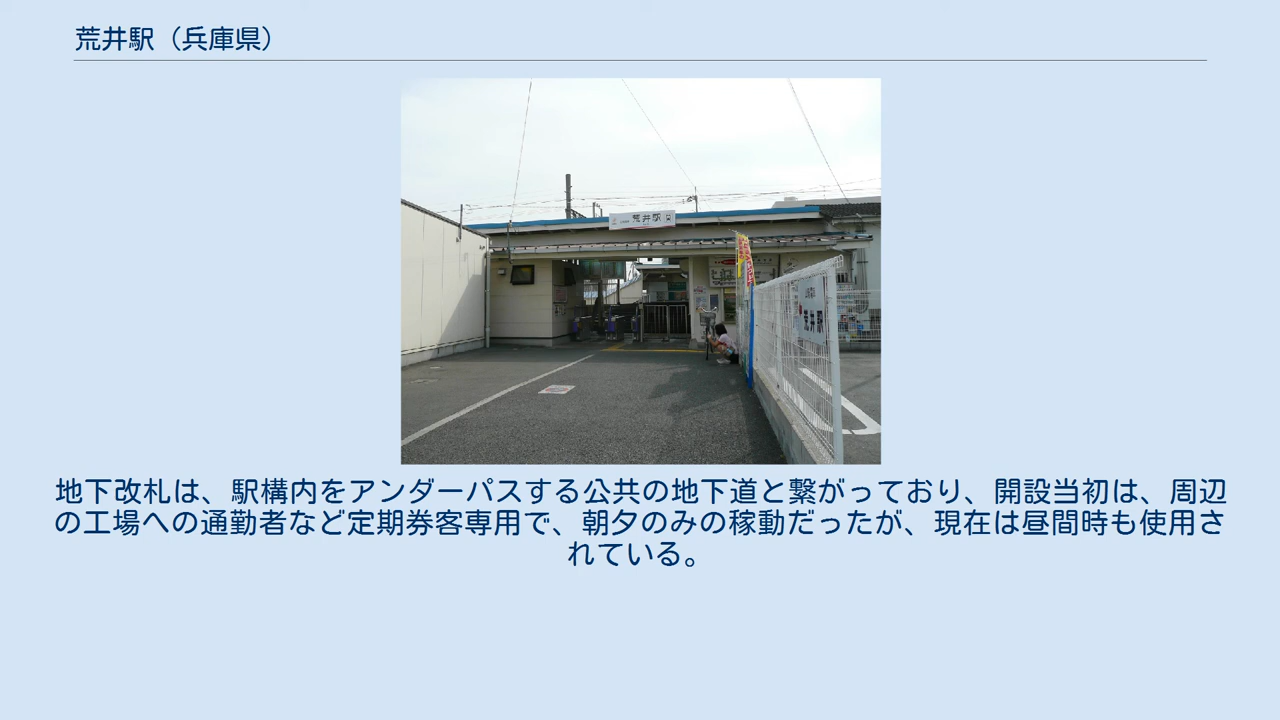 荒井駅（兵庫県）
荒井駅
荒井駅
地下改札は、駅構内をアンダーパスする公共の地下道と繋がっており、開設当初は、周辺
の工場への通勤者など定期券客専用で、朝夕のみの稼動だったが、現在は昼間時も使用さ
れている。